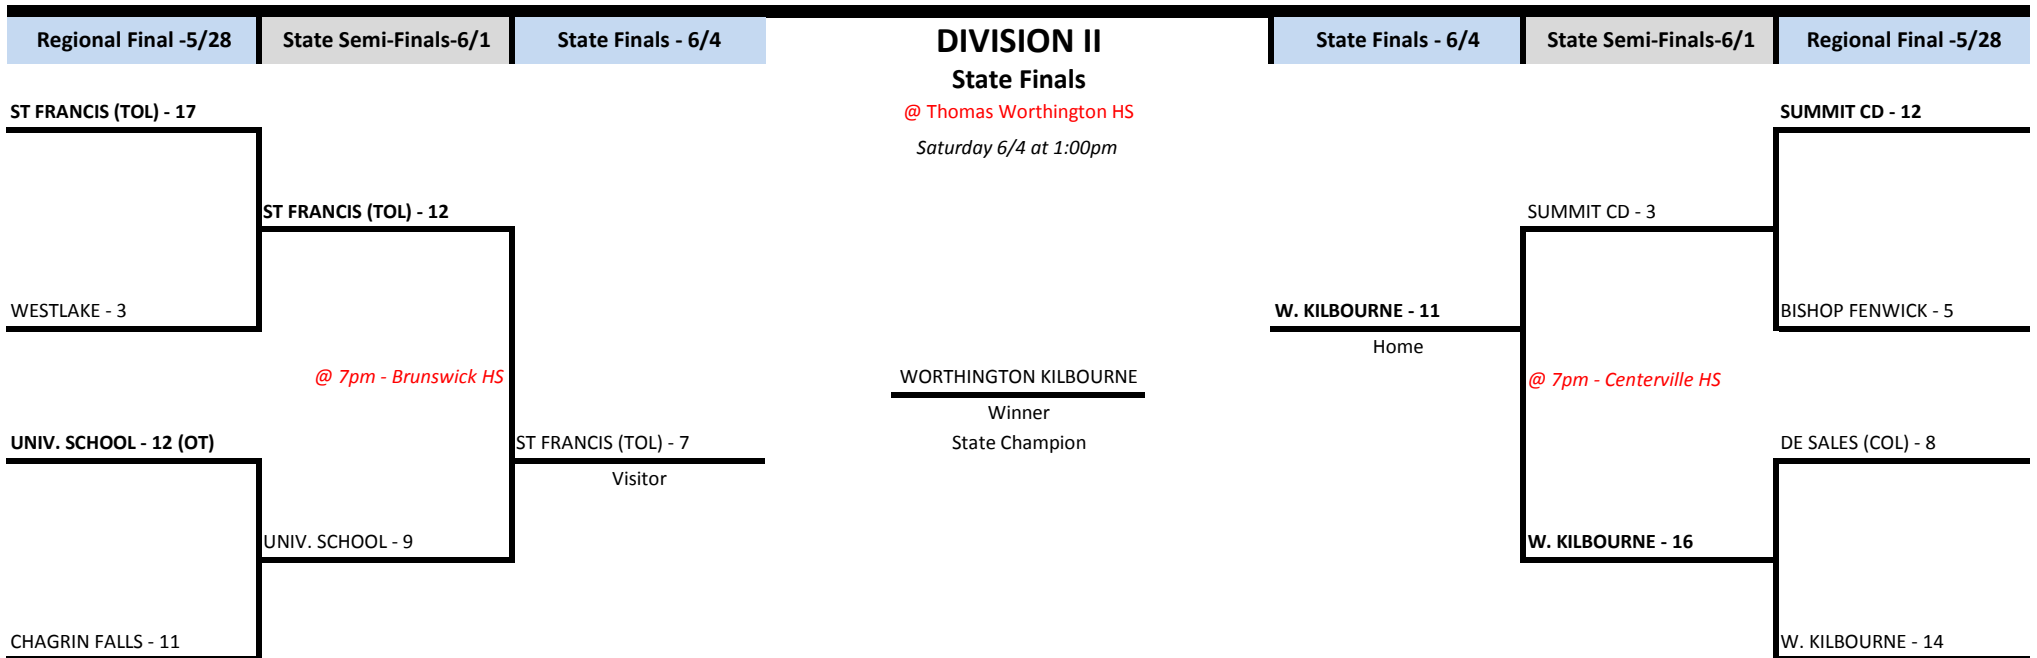 Regional Final -5/28 State Semi-Finals-6/1 State Finals - 6/4 DIVISION II State Finals - 6/4 State Semi-Finals-6/1 Regional Final -5/28
State Finals
ST FRANCIS (TOL) - 17 @ Thomas Worthington HS SUMMIT CD - 12
Saturday 6/4 at 1:00pm
ST FRANCIS (TOL) - 12 SUMMIT CD - 3
WESTLAKE - 3 W. KILBOURNE - 11 BISHOP FENWICK - 5
Home
@ 7pm - Brunswick HS WORTHINGTON KILBOURNE @ 7pm - Centerville HS
Winner
UNIV. SCHOOL - 12 (OT) ST FRANCIS (TOL) - 7 State Champion DE SALES (COL) - 8
Visitor
UNIV. SCHOOL - 9 W. KILBOURNE - 16
CHAGRIN FALLS - 11 W. KILBOURNE - 14